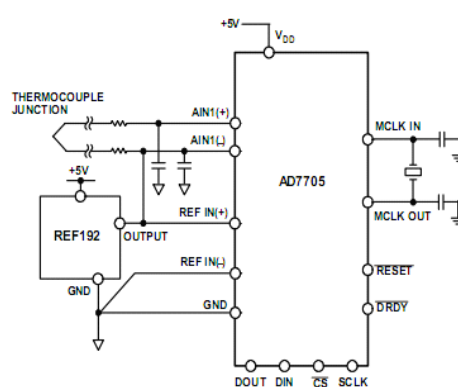 +5V
VDD
THERMOCOUPLE
JUNCTION
AIN1(+)
MCLK IN
AIN1(–)
+5V
AD7705
REF192
OUTPUT
REF IN(+)
MCLK OUT
REF IN(–)
RESET
GND
GND
DRDY
DOUT DIN CS SCLK